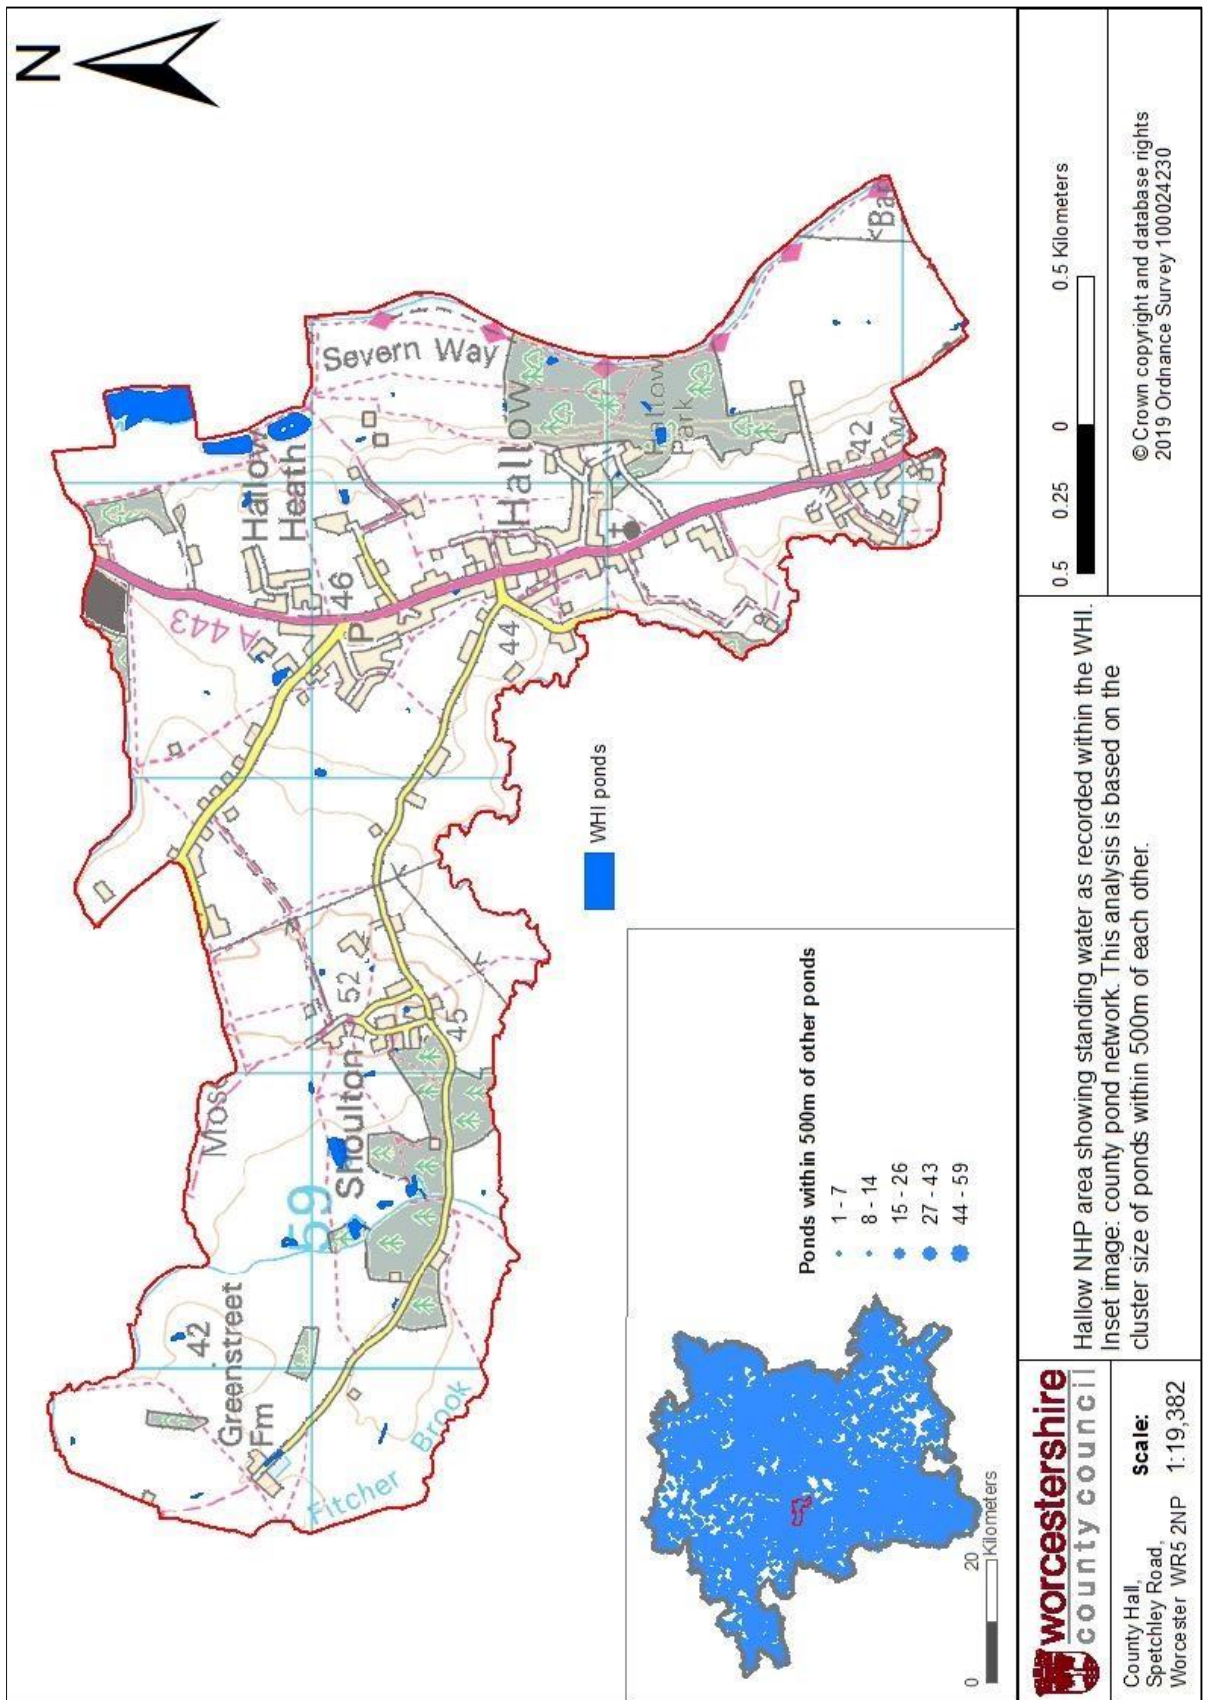 N
A 443
Hallow
Heath
46
P
Severn Way
Hallow
Hallow
Park
42
44
52
45
Shoulton
59
42
Greenstreet
Fm
Fitcher
Brook
WHI ponds
Ponds within 500m of other ponds
1 - 7
8 - 14
15 - 26
27 - 43
44 - 59
0
20
Kilometers
worcestershire
county council
County Hall,
Spetchley Road,
Worcester WR5 2NP
Scale:
1:19,382
Hallow NHP area showing standing water as recorded within the WHI.
Inset image: county pond network. This analysis is based on the
cluster size of ponds within 500m of each other.
0.5 0.25 0 0.5 Kilometers
© Crown copyright and database rights
2019 Ordnance Survey 100024230